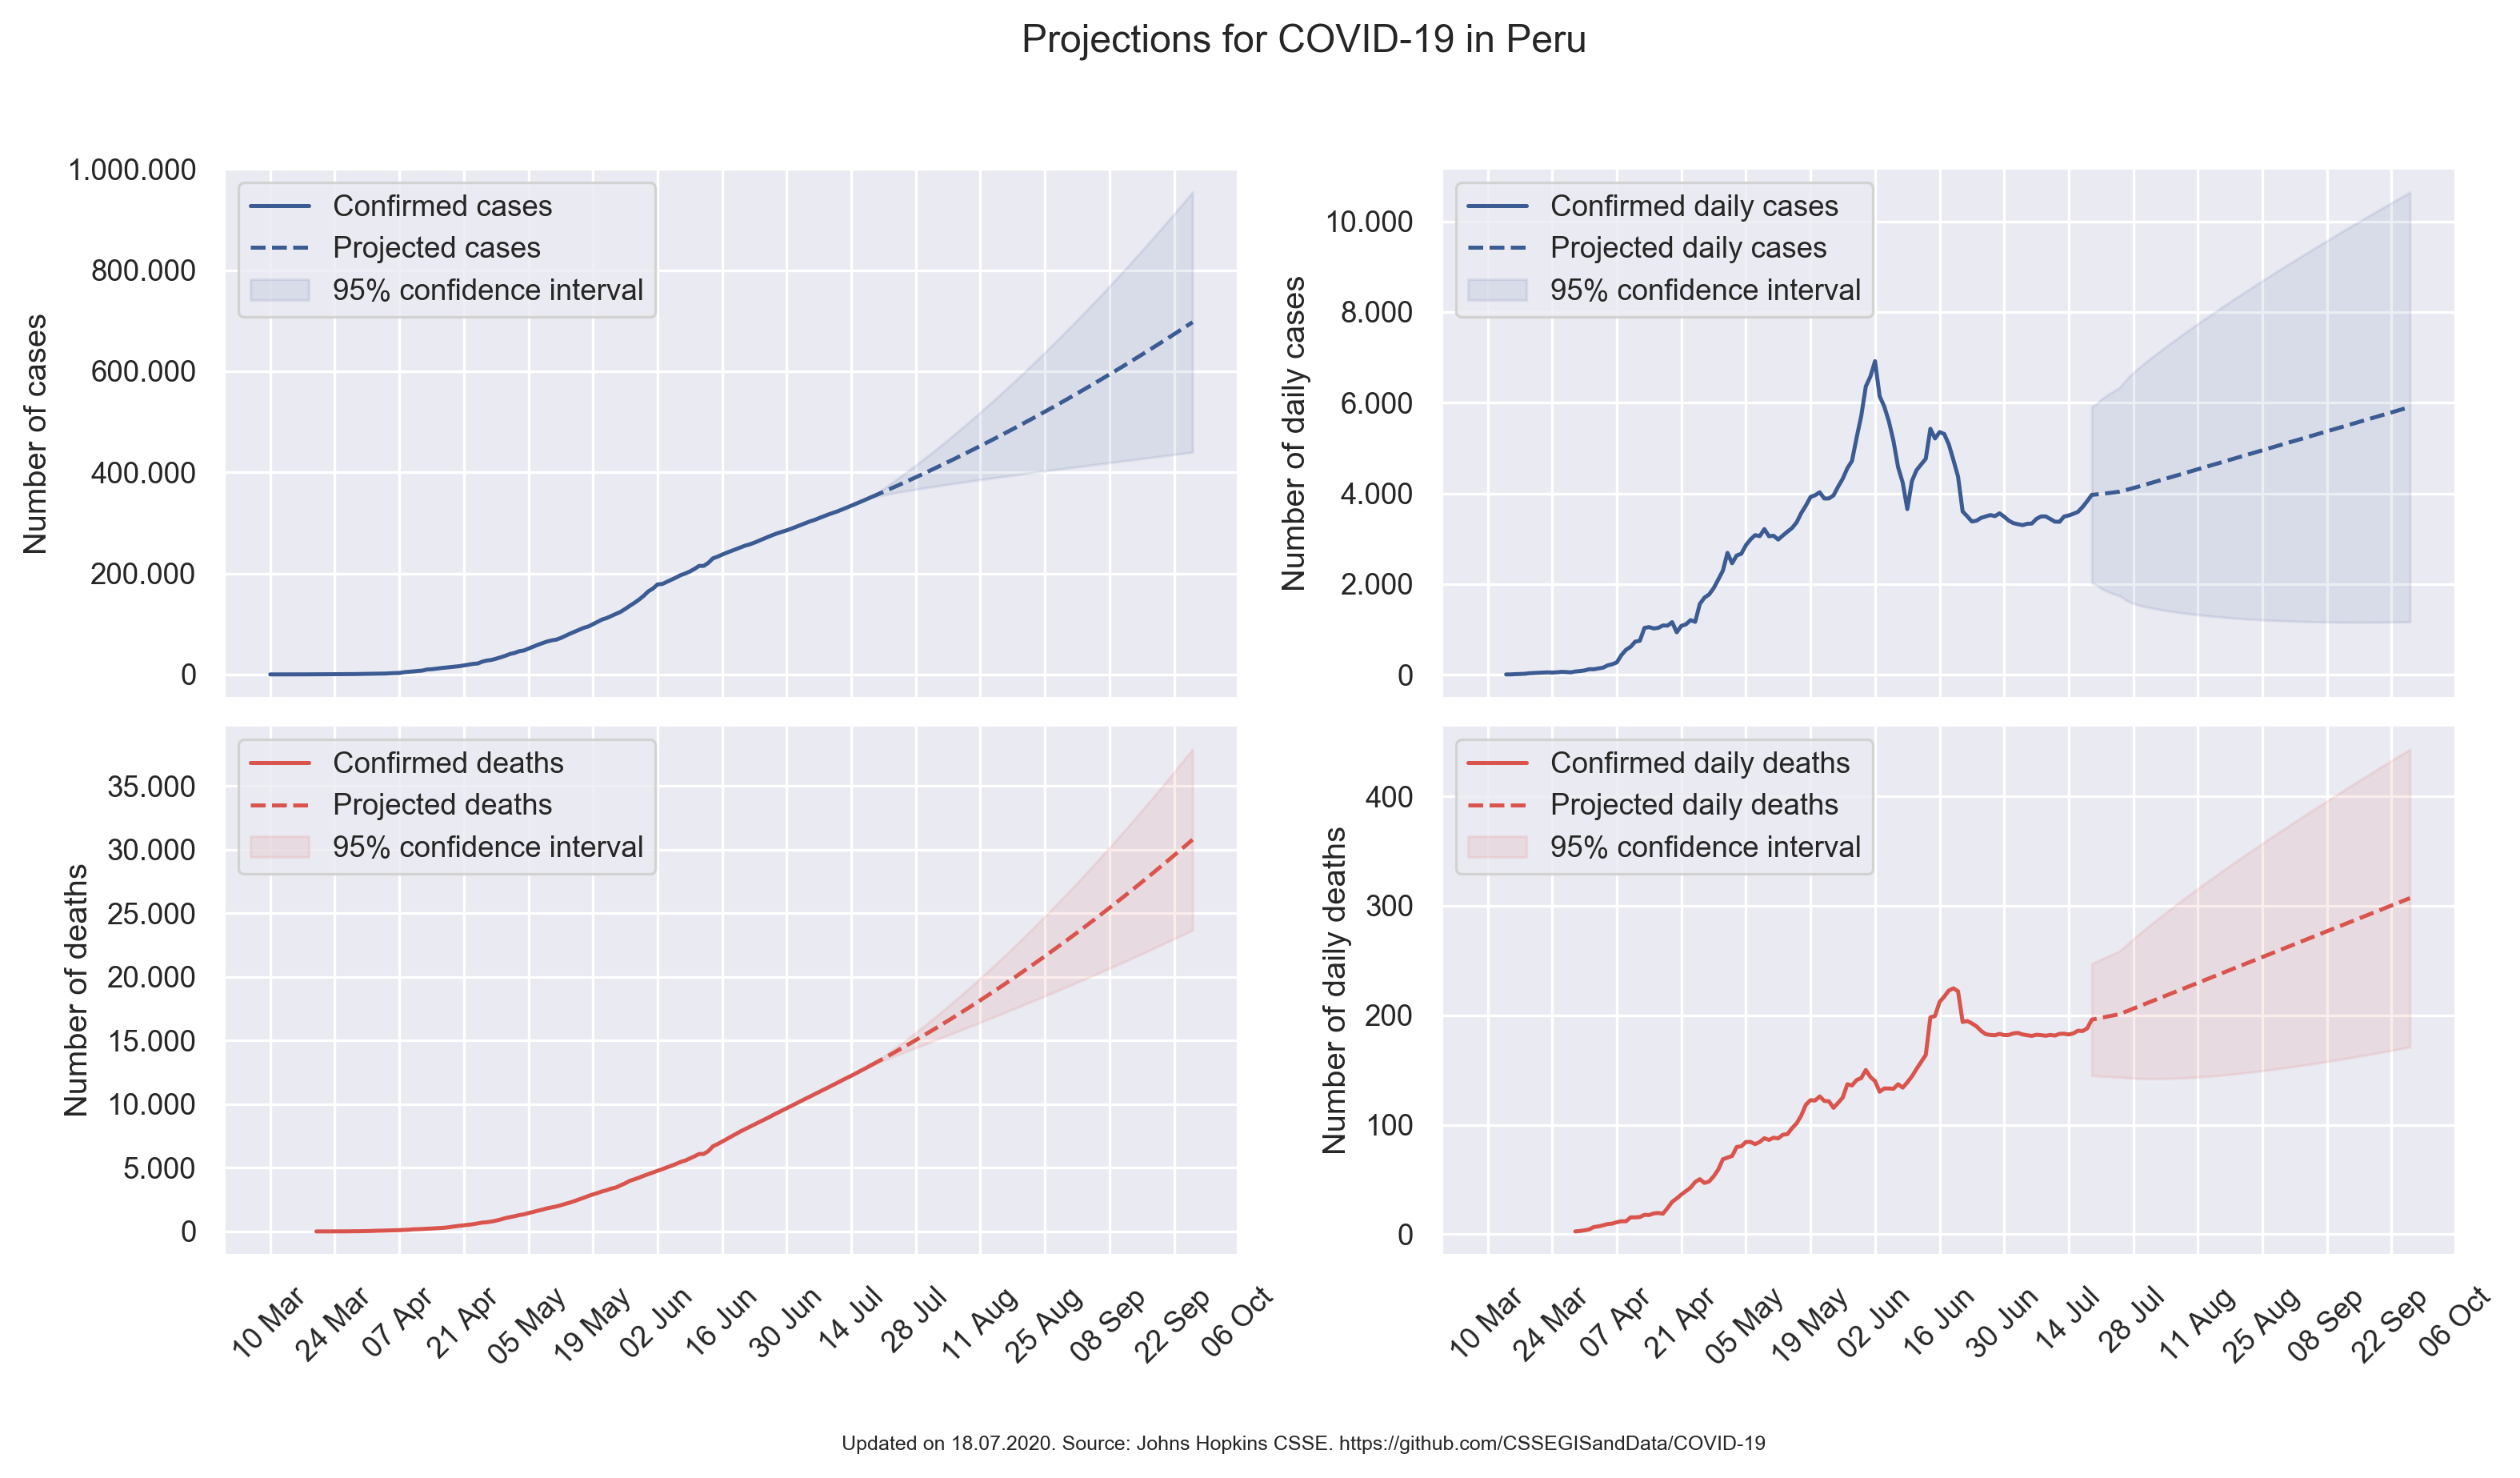 Projections for COVID-19 in Peru
Number of cases
1.000.000
800.000
600.000
400.000
200.000
0
Confirmed cases
Projected cases
95% confidence interval
Number of daily cases
10.000
8.000
6.000
4.000
2.000
0
Confirmed daily cases
Projected daily cases
95% confidence interval
Number of deaths
35.000
30.000
25.000
20.000
15.000
10.000
5.000
0
Confirmed deaths
Projected deaths
95% confidence interval
10 Mar
24 Mar
07 Apr
21 Apr
05 May
19 May
02 Jun
16 Jun
30 Jun
14 Jul
28 Jul
11 Aug
25 Aug
08 Sep
22 Sep
06 Oct
Number of daily deaths
400
300
200
100
0
Confirmed daily deaths
Projected daily deaths
95% confidence interval
10 Mar
24 Mar
07 Apr
21 Apr
05 May
19 May
02 Jun
16 Jun
30 Jun
14 Jul
28 Jul
11 Aug
25 Aug
08 Sep
22 Sep
06 Oct
Updated on 18.07.2020. Source: Johns Hopkins CSSE. https://github.com/CSSEGISandData/COVID-19